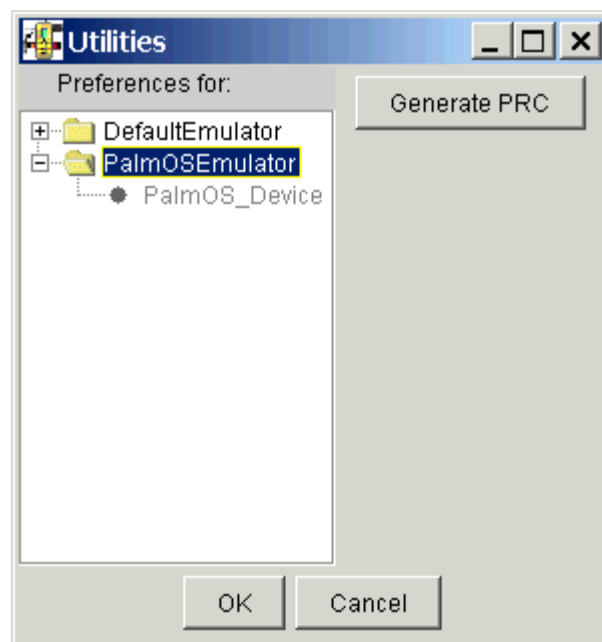 Utilities
Preferences for:
Generate PRC
DefaultEmulator
PalmOSEmulator
PalmOS_Device
OK
Cancel